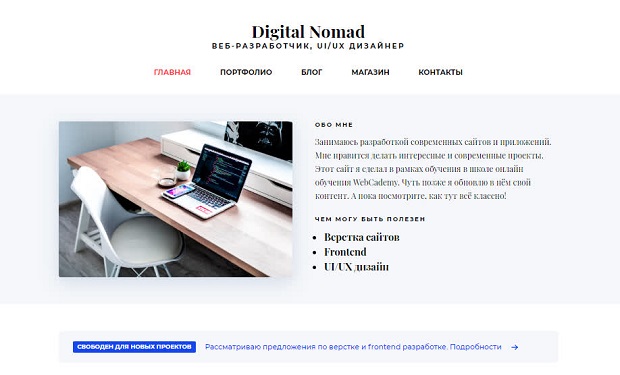 Digital Nomad
ВЕБ-РАЗРАБОТЧИК, UI/UX ДИЗАЙНЕР
ГЛАВНАЯ ПОРТФОЛИО БЛОГ МАГАЗИН КОНТАКТЫ
ОБО МНЕ
Занимаюсь разработкой современных сайтов и приложений.
Мне нравится делать интересные и современные проекты.
Этот сайт я сделал в рамках обучения в школе онлайн
обучения WebCademy. Чуть позже я обновлю в нём свой
контент. А пока посмотрите, как тут всё классно!
ЧЕМ МОГУ БЫТЬ ПОЛЕЗЕН
• Верстка сайтов
• Frontend
• UI/UX дизайн
СВОБОДЕН ДЛЯ НОВЫХ ПРОЕКТОВ Рассматриваю предложения по верстке и frontend разработке. Подробности →